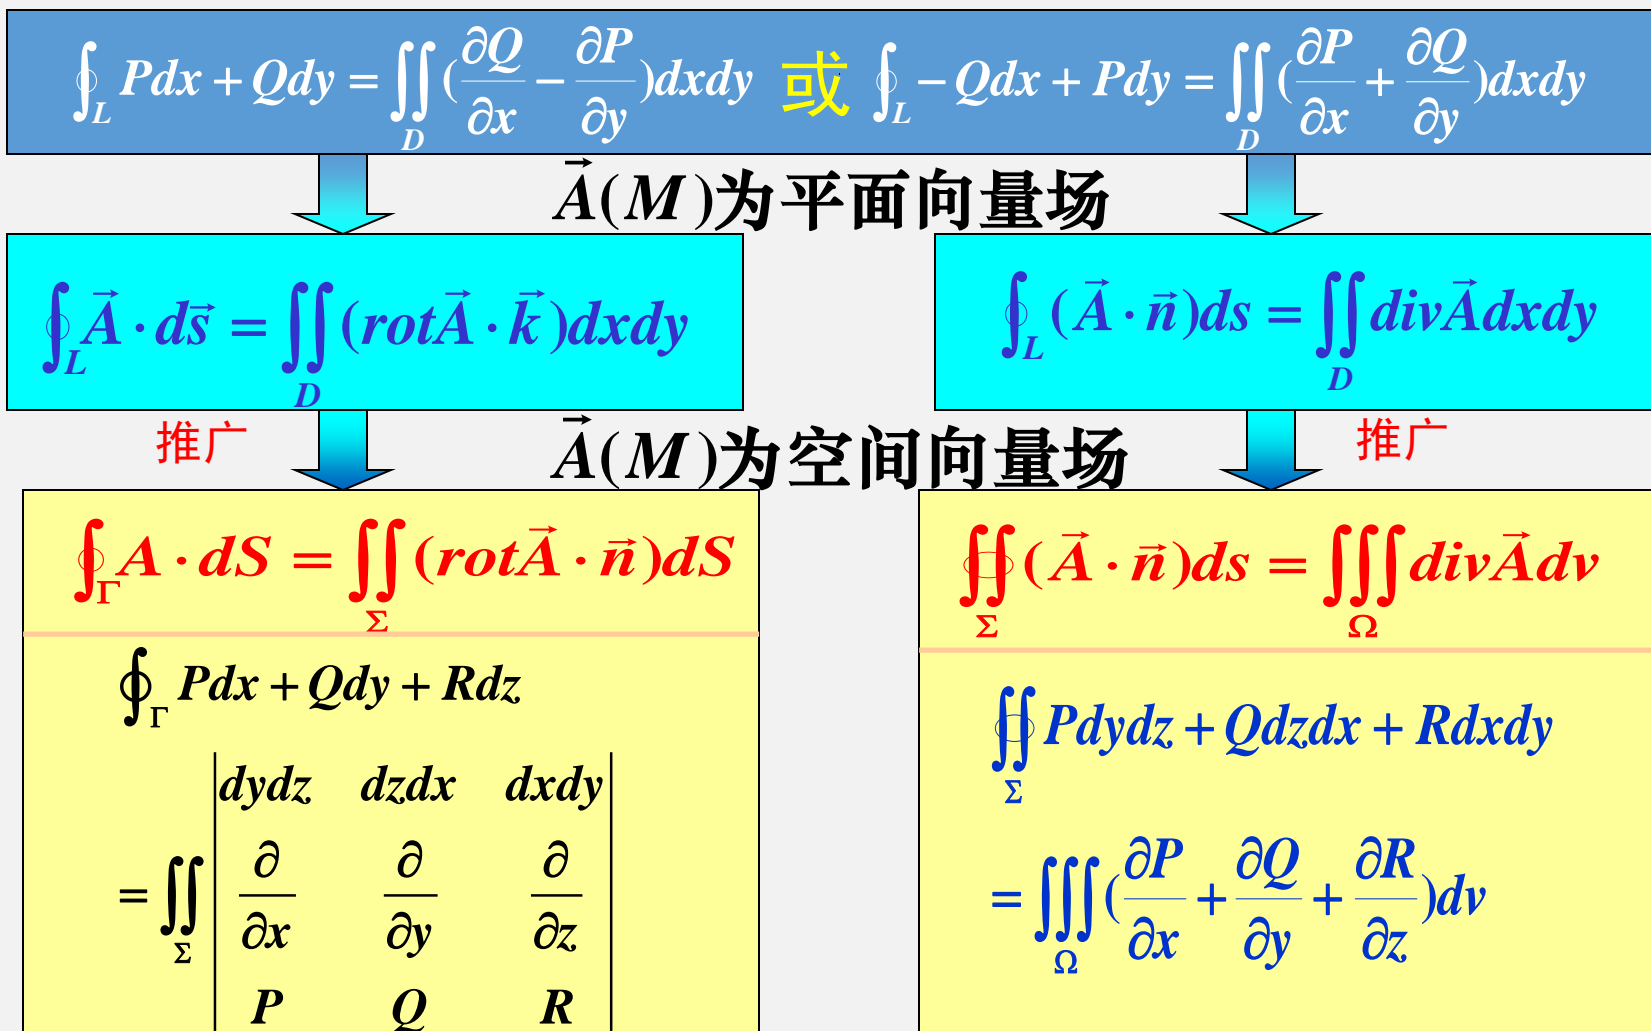 ∮_L Pdx + Qdy = ∬_D (∂Q/∂x − ∂P/∂y)dxdy 或 ∮_L − Qdx + Pdy = ∬_D (∂P/∂x + ∂Q/∂y)dxdy
A⃗(M)为平面向量场
∮_L A⃗ · ds⃗ = ∬_D (rotA⃗ · k⃗)dxdy
∮_L (A⃗ · n⃗)ds = ∬_D divA⃗dxdy
推广
A⃗(M)为空间向量场
推广
∮_Γ A · dS = ∬_Σ (rotA⃗ · n⃗)dS
∮_Γ Pdx + Qdy + Rdz
= ∬_Σ | dydz dzdx dxdy |
| ∂/∂x ∂/∂y ∂/∂z |
| P Q R |
∯_Σ (A⃗ · n⃗)ds = ∭_Ω divA⃗dv
∯_Σ Pdydz + Qdzdx + Rdxdy
= ∭_Ω (∂P/∂x + ∂Q/∂y + ∂R/∂z)dv